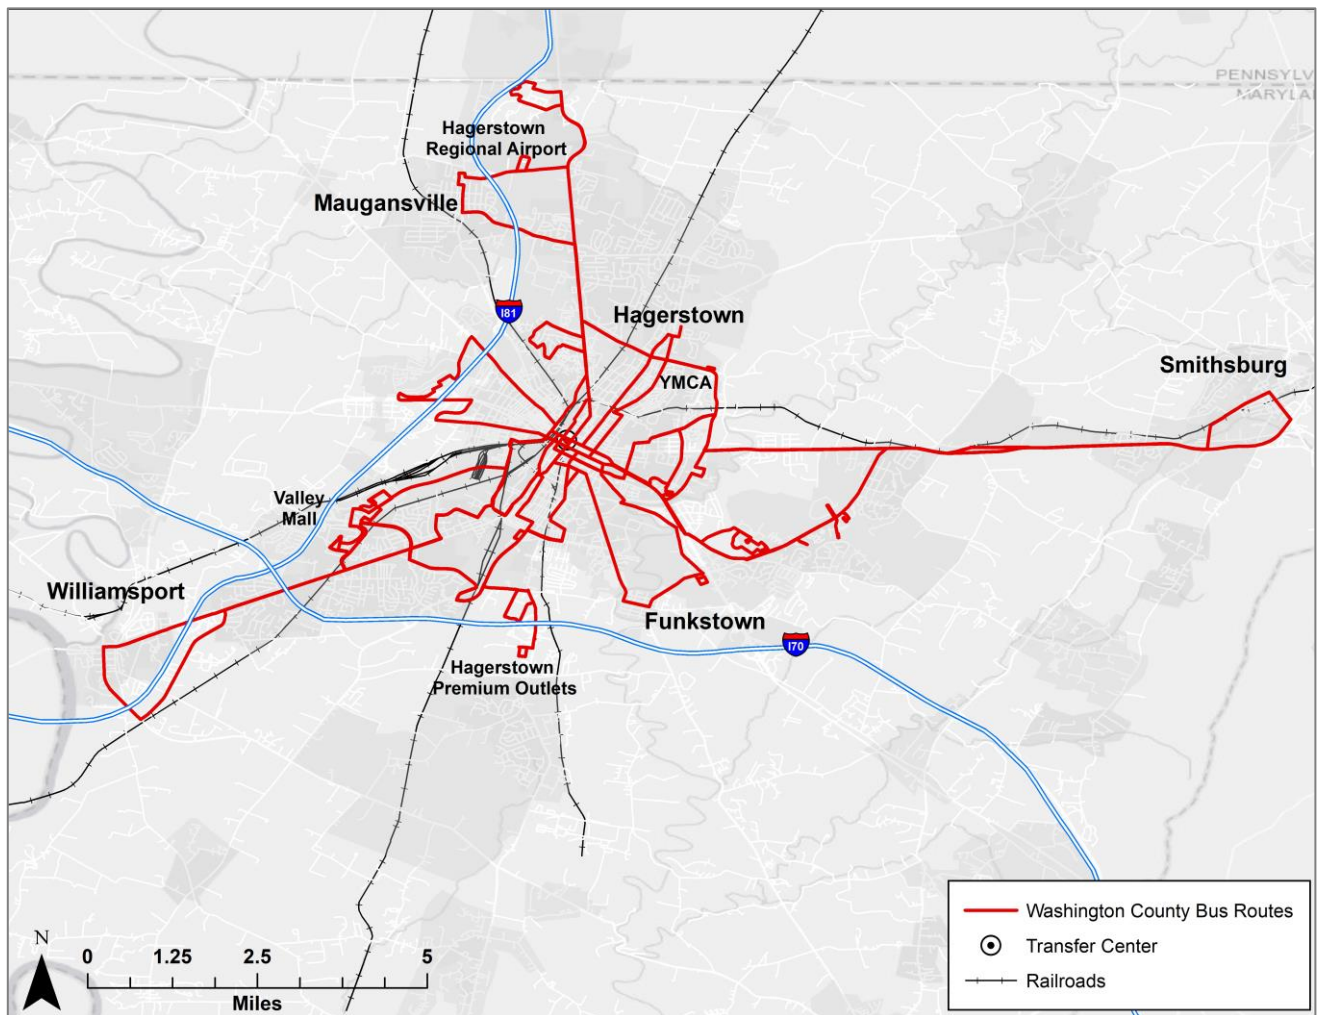 PENNSYLV
MARYLA
Hagerstown
Regional Airport
Maugansville
I81
Hagerstown
Smithsburg
YMCA
Valley
Mall
Williamsport
Funkstown
I70
Hagerstown
Premium Outlets
Washington County Bus Routes
Transfer Center
Railroads
N
0 1.25 2.5 5
Miles